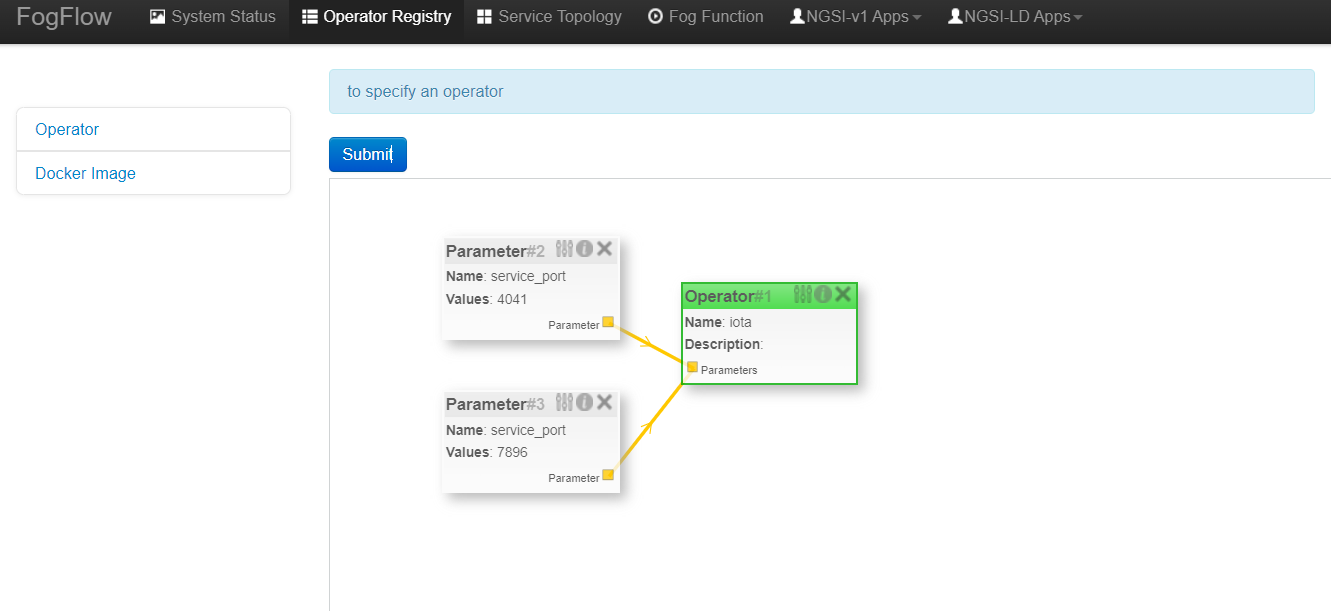 FogFlow System Status Operator Registry Service Topology Fog Function NGSI-v1 Apps NGSI-LD Apps
to specify an operator
Operator
Docker Image
Submit
Parameter#2
Name: service_port
Values: 4041
Parameter
Operator#1
Name: iota
Description:
Parameters
Parameter#3
Name: service_port
Values: 7896
Parameter